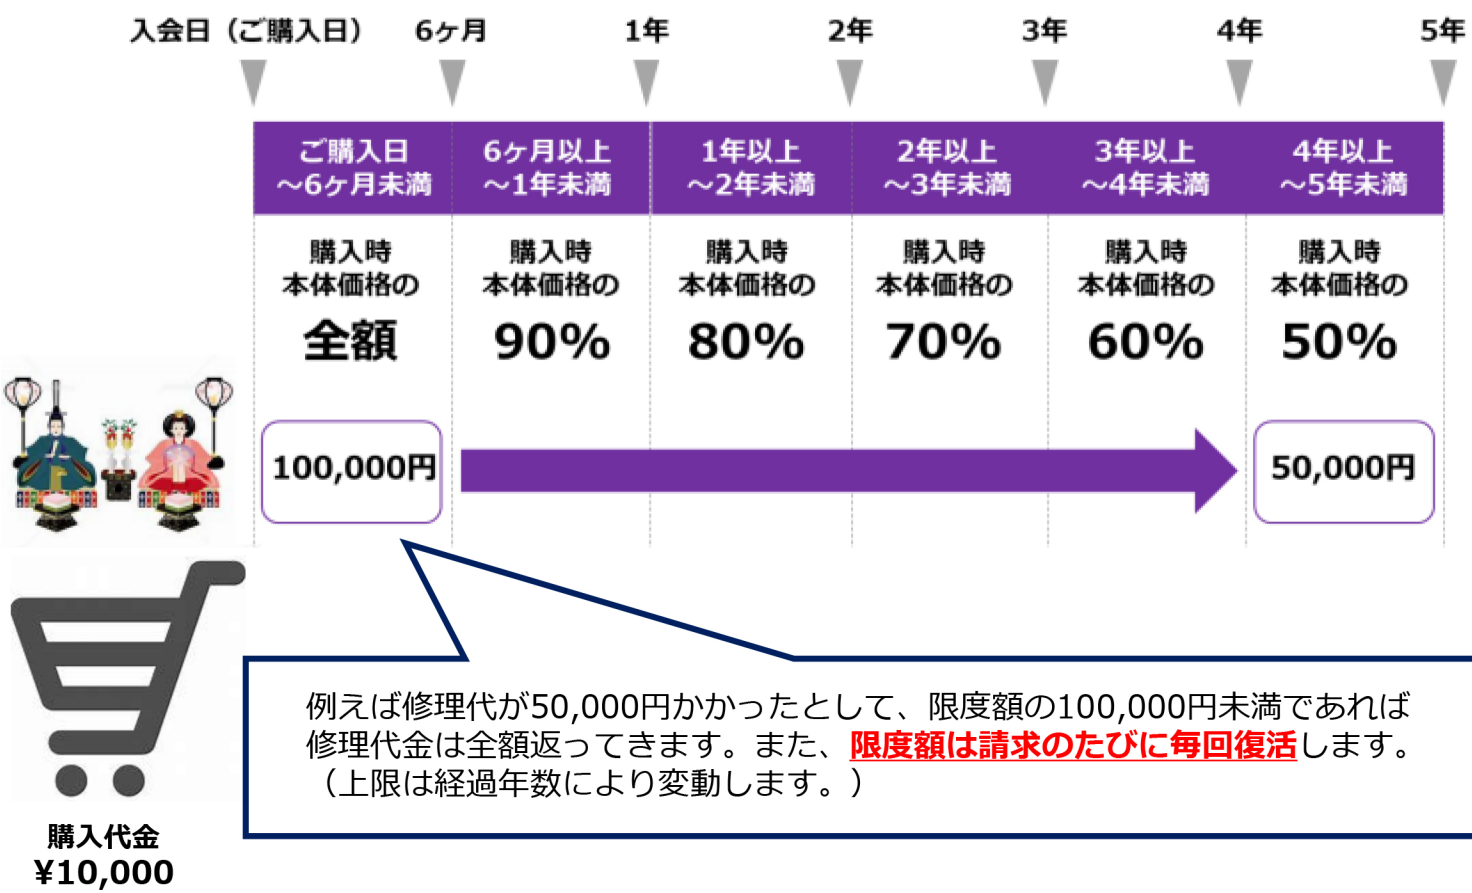 入会日（ご購入日） 6ヶ月 1年 2年 3年 4年 5年
ご購入日
～6ヶ月未満
6ヶ月以上
～1年未満
1年以上
～2年未満
2年以上
～3年未満
3年以上
～4年未満
4年以上
～5年未満
購入時
本体価格の
全額
購入時
本体価格の
90%
購入時
本体価格の
80%
購入時
本体価格の
70%
購入時
本体価格の
60%
購入時
本体価格の
50%
100,000円
50,000円
例えば修理代が50,000円かかったとして、限度額の100,000円未満であれば
修理代金は全額返ってきます。また、限度額は請求のたびに毎回復活します。
（上限は経過年数により変動します。）
購入代金
¥10,000